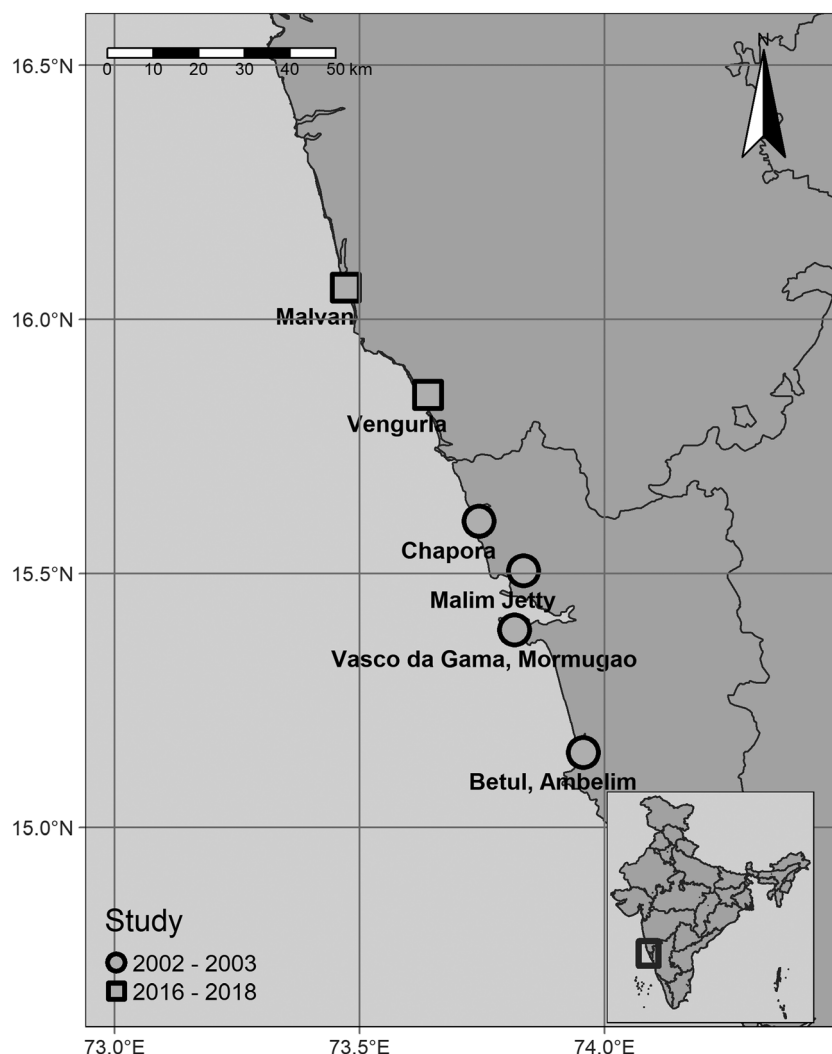 N
0 10 20 30 40 50 km
16.5°N
Malvan
16.0°N
Vengurla
Chapora
15.5°N
Malim Jetty
Vasco da Gama, Mormugao
Betul, Ambelim
15.0°N
Study
2002 - 2003
2016 - 2018
73.0°E 73.5°E 74.0°E